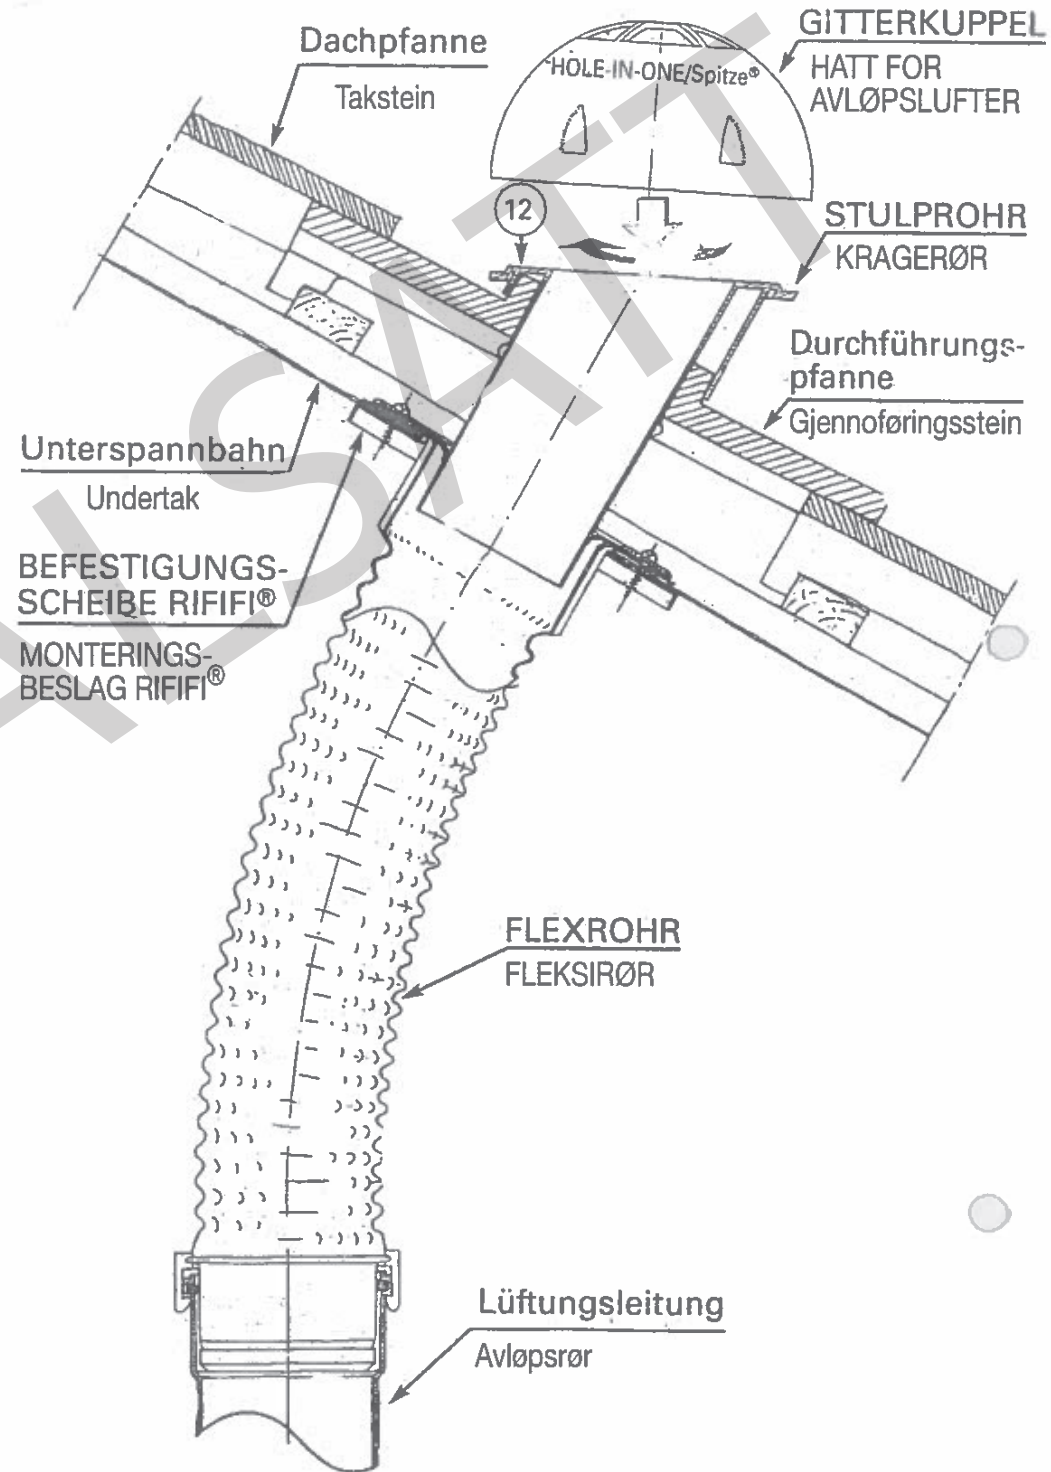 Dachpfanne
Takstein
GITTERKUPPEL
HATT FOR
AVLØPSLUFTER
"HOLE-IN-ONE/Spitze®
12
STULPROHR
KRAGERØR
Durchführungs-
pfanne
Gjennoføringsstein
Unterspannbahn
Undertak
BEFESTIGUNGS-
SCHEIBE RIFIFI®
MONTERINGS-
BESLAG RIFIFI®
FLEXROHR
FLEKSIRØR
Lüftungsleitung
Avløpsrør
ALSATT